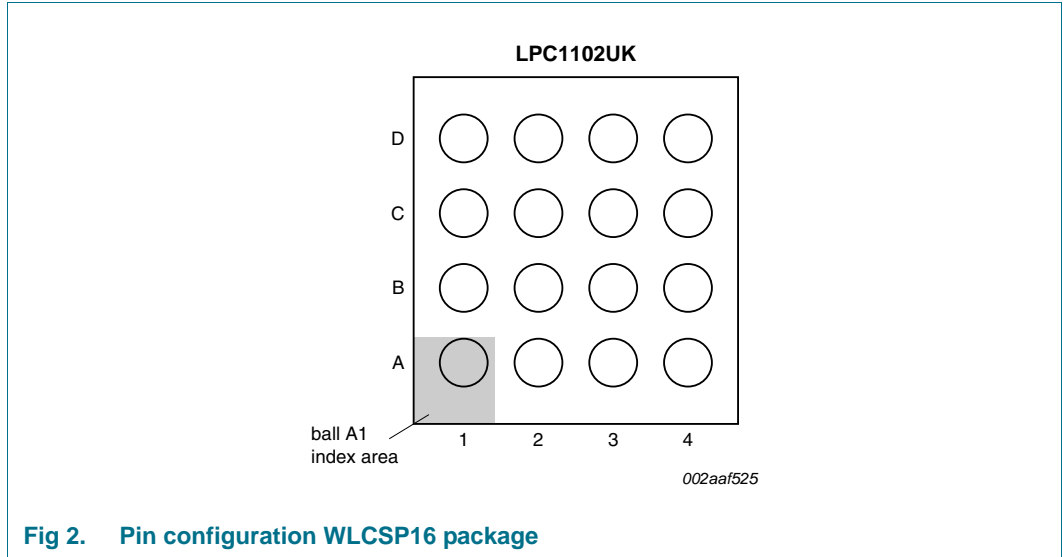 LPC1102UK
D
C
B
A
ball A1
index area
1 2 3 4
002aaf525
Fig 2. Pin configuration WLCSP16 package